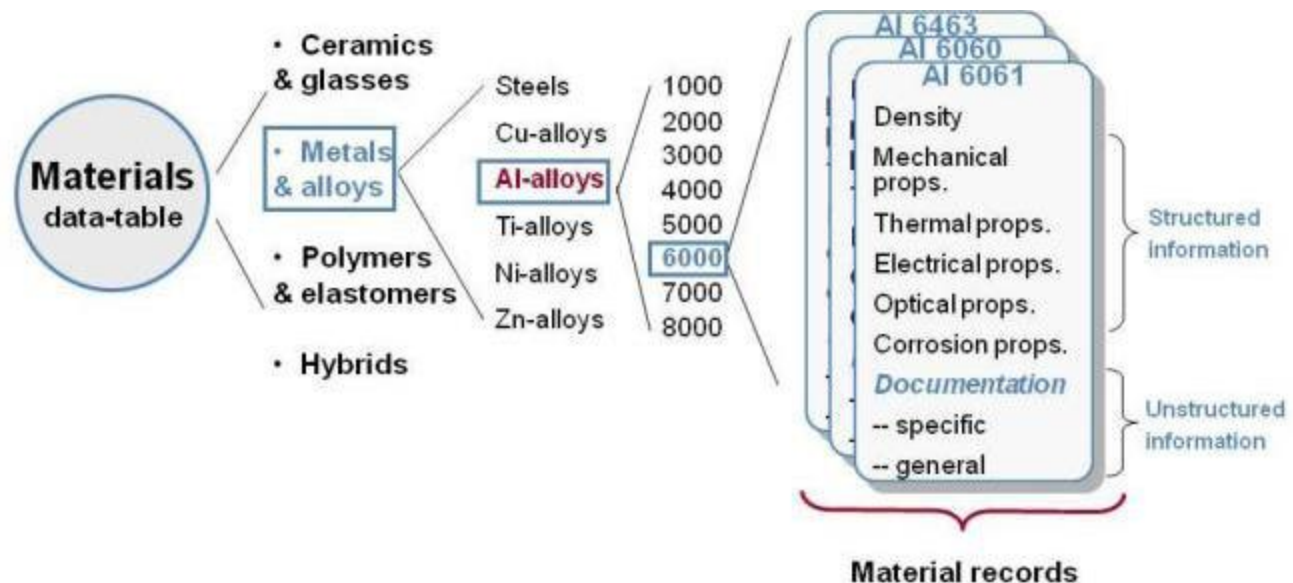 Materials
data-table
• Ceramics
& glasses
• Metals
& alloys
• Polymers
& elastomers
• Hybrids
Steels
Cu-alloys
Al-alloys
Ti-alloys
Ni-alloys
Zn-alloys
1000
2000
3000
4000
5000
6000
7000
8000
Al 6463
Al 6060
Al 6061
Density
Mechanical
props.
Thermal props.
Electrical props.
Optical props.
Corrosion props.
Documentation
-- specific
-- general
Structured
information
Unstructured
information
Material records